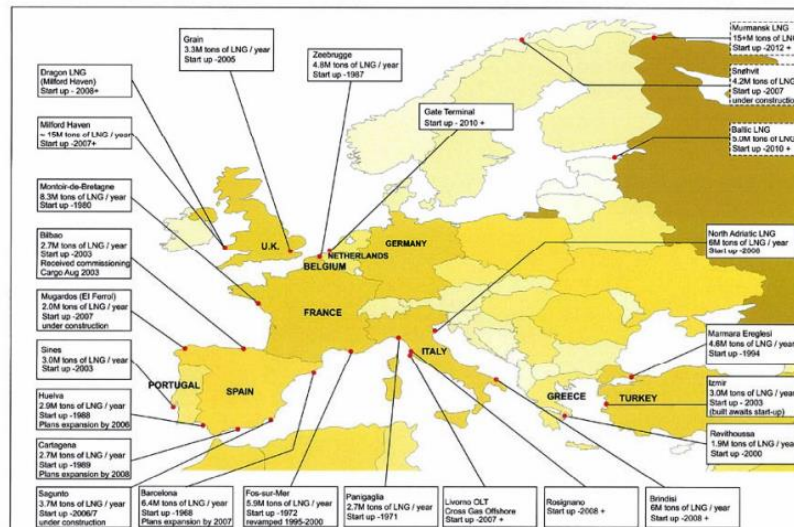 Grain
3.3M tons of LNG / year
Start up -2005
Zeebrugge
4.8M tons of LNG / year
Start up -1987
Murmansk LNG
15+M tons of LNG
Start up -2012 +
Dragon LNG
(Milford Haven)
Start up - 2008+
Snøhvit
4.2M tons of LNG
Start up -2007
under construction
Gate Terminal
Start up - 2010 +
Milford Haven
~ 15M tons of LNG / year
Start up -2007+
Baltic LNG
5.0M tons of LNG
Start up -2010 +
Montoir-de-Bretagne
8.3M tons of LNG / year
Start up -1980
Bilbao
2.7M tons of LNG / year
Start up -2003
Received commissioning
Cargo Aug 2003
North Adriatic LNG
6M tons of LNG / year
Mugardos (El Ferrol)
2.0M tons of LNG / year
Start up -2007
under construction
Sines
3.0M tons of LNG / year
Start up -2003
Marmara Ereglesi
4.6M tons of LNG / year
Start up -1994
Huelva
2.9M tons of LNG / year
Start up -1988
Plans expansion by 2006
Izmir
3.0M tons of LNG / year
Start up - 2003
(built awaits start-up)
Cartagena
2.7M tons of LNG / year
Start up -1989
Plans expansion by 2008
Revithoussa
1.9M tons of LNG / year
Start up -2000
Sagunto
3.7M tons of LNG / year
Start up -2006/7
under construction
Barcelona
6.4M tons of LNG / year
Start up -1968
Plans expansion by 2007
Fos-sur-Mer
5.9M tons of LNG / year
Start up -1972
revamped 1995-2000
Panigaglia
2.7M tons of LNG / year
Start up -1971
Livorno OLT
Cross Gas Offshore
Start up -2007 +
Rosignano
Start up -2008 +
Brindisi
6M tons of LNG / year
Start up -2008 +
U.K.
NETHERLANDS
BELGIUM
GERMANY
FRANCE
ITALY
PORTUGAL
SPAIN
GREECE
TURKEY